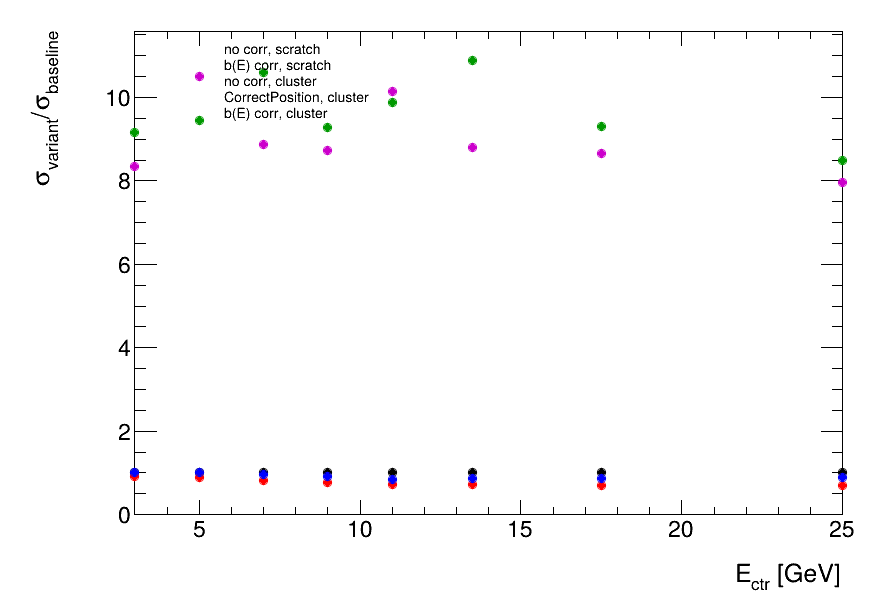 σvariant/σbaseline
no corr, scratch
b(E) corr, scratch
no corr, cluster
CorrectPosition, cluster
b(E) corr, cluster
10
8
6
4
2
0
5 10 15 20 25
Ectr [GeV]